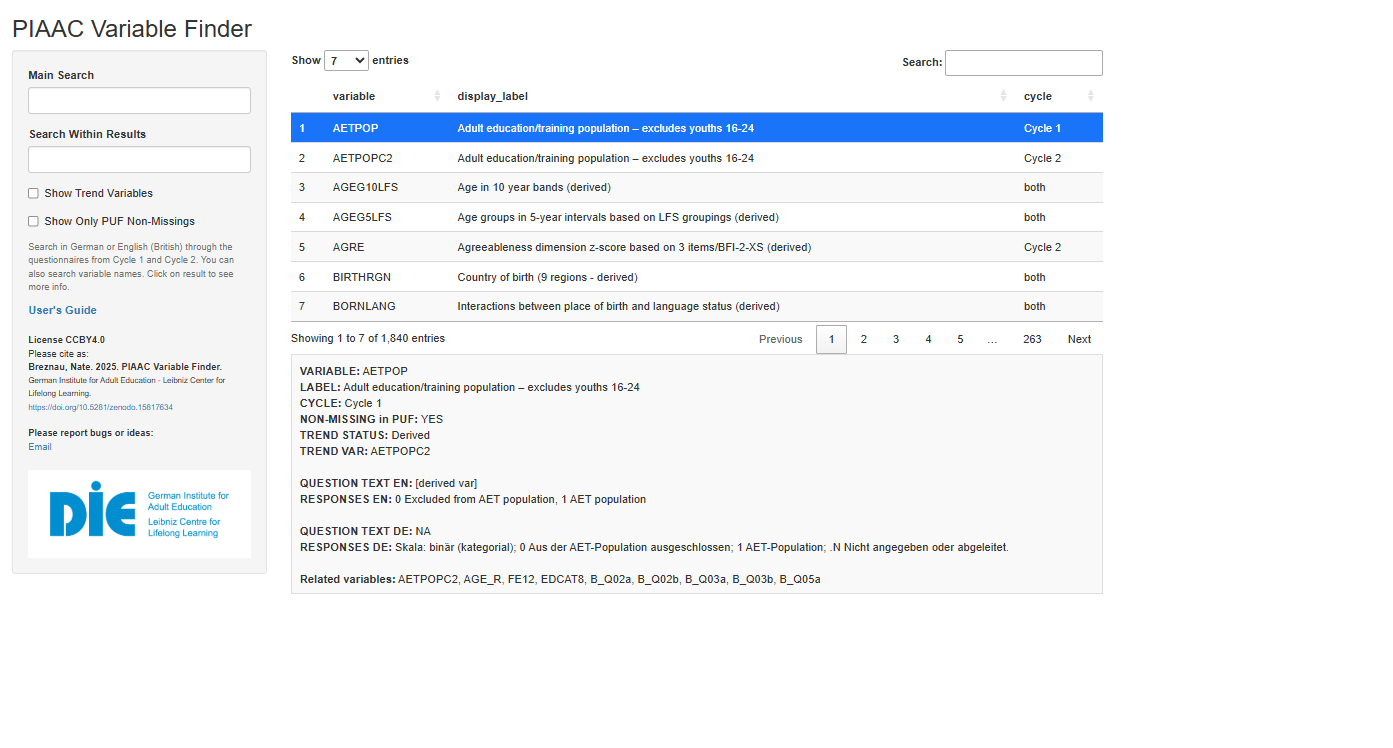 PIAAC Variable Finder
Main Search
Search Within Results
Show Trend Variables
Show Only PUF Non-Missings
Search in German or English (British) through the
questionnaires from Cycle 1 and Cycle 2. You can
also search variable names. Click on result to see
more info.
User's Guide
License CCBY4.0
Please cite as:
Breznau, Nate. 2025. PIAAC Variable Finder.
German Institute for Adult Education - Leibniz Center for
Lifelong Learning.
https://doi.org/10.5281/zenodo.15817634
Please report bugs or ideas:
Email
DIE
German Institute for
Adult Education
Leibniz Centre for
Lifelong Learning
Show 7 entries Search:
variable display_label cycle
1 AETPOP Adult education/training population – excludes youths 16-24 Cycle 1
2 AETPOPC2 Adult education/training population – excludes youths 16-24 Cycle 2
3 AGEG10LFS Age in 10 year bands (derived) both
4 AGEG5LFS Age groups in 5-year intervals based on LFS groupings (derived) both
5 AGRE Agreeableness dimension z-score based on 3 items/BFI-2-XS (derived) Cycle 2
6 BIRTHRGN Country of birth (9 regions - derived) both
7 BORNLANG Interactions between place of birth and language status (derived) both
Showing 1 to 7 of 1,840 entries Previous 1 2 3 4 5 … 263 Next
VARIABLE: AETPOP
LABEL: Adult education/training population – excludes youths 16-24
CYCLE: Cycle 1
NON-MISSING in PUF: YES
TREND STATUS: Derived
TREND VAR: AETPOPC2
QUESTION TEXT EN: [derived var]
RESPONSES EN: 0 Excluded from AET population, 1 AET population
QUESTION TEXT DE: NA
RESPONSES DE: Skala: binär (kategorial); 0 Aus der AET-Population ausgeschlossen; 1 AET-Population; .N Nicht angegeben oder abgeleitet.
Related variables: AETPOPC2, AGE_R, FE12, EDCAT8, B_Q02a, B_Q02b, B_Q03a, B_Q03b, B_Q05a